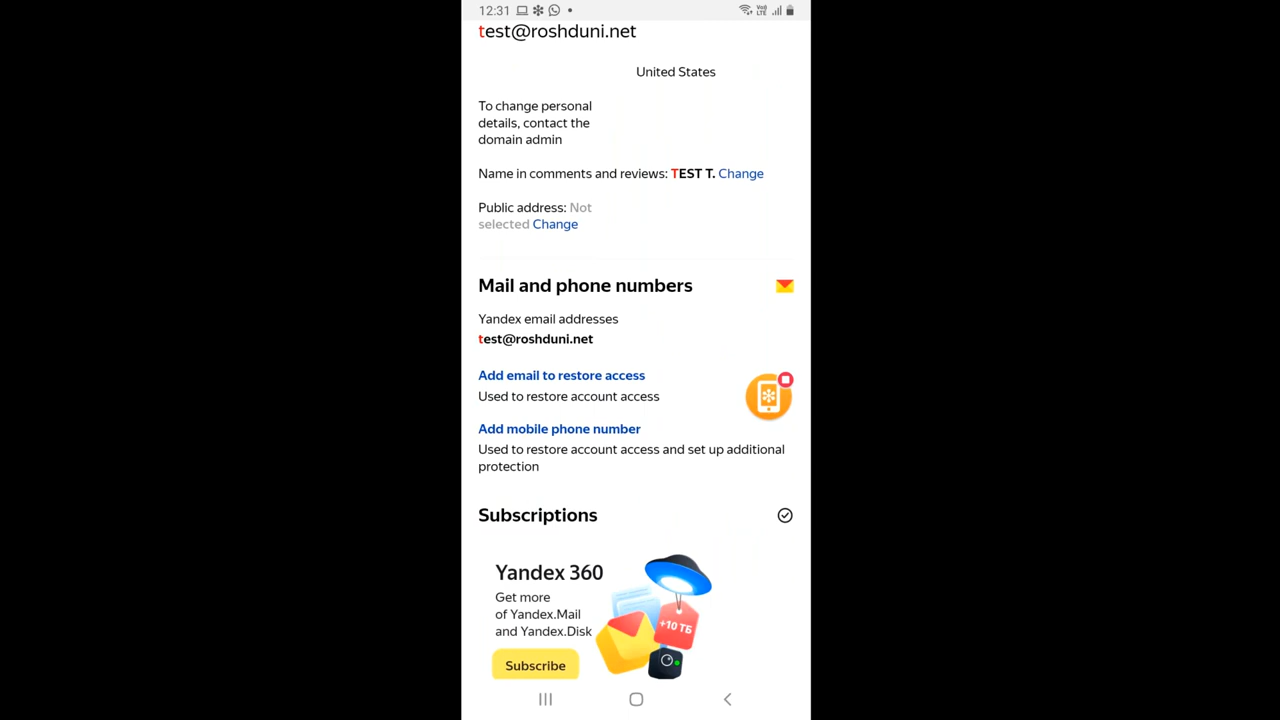 12:31
Vo))
LTE
test@roshduni.net
United States
To change personal
details, contact the
domain admin
Name in comments and reviews: TEST T. Change
Public address: Not
selected Change
Mail and phone numbers
Yandex email addresses
test@roshduni.net
Add email to restore access
Used to restore account access
Add mobile phone number
Used to restore account access and set up additional
protection
Subscriptions
Yandex 360
Get more
of Yandex.Mail
and Yandex.Disk
+10 ТБ
Subscribe